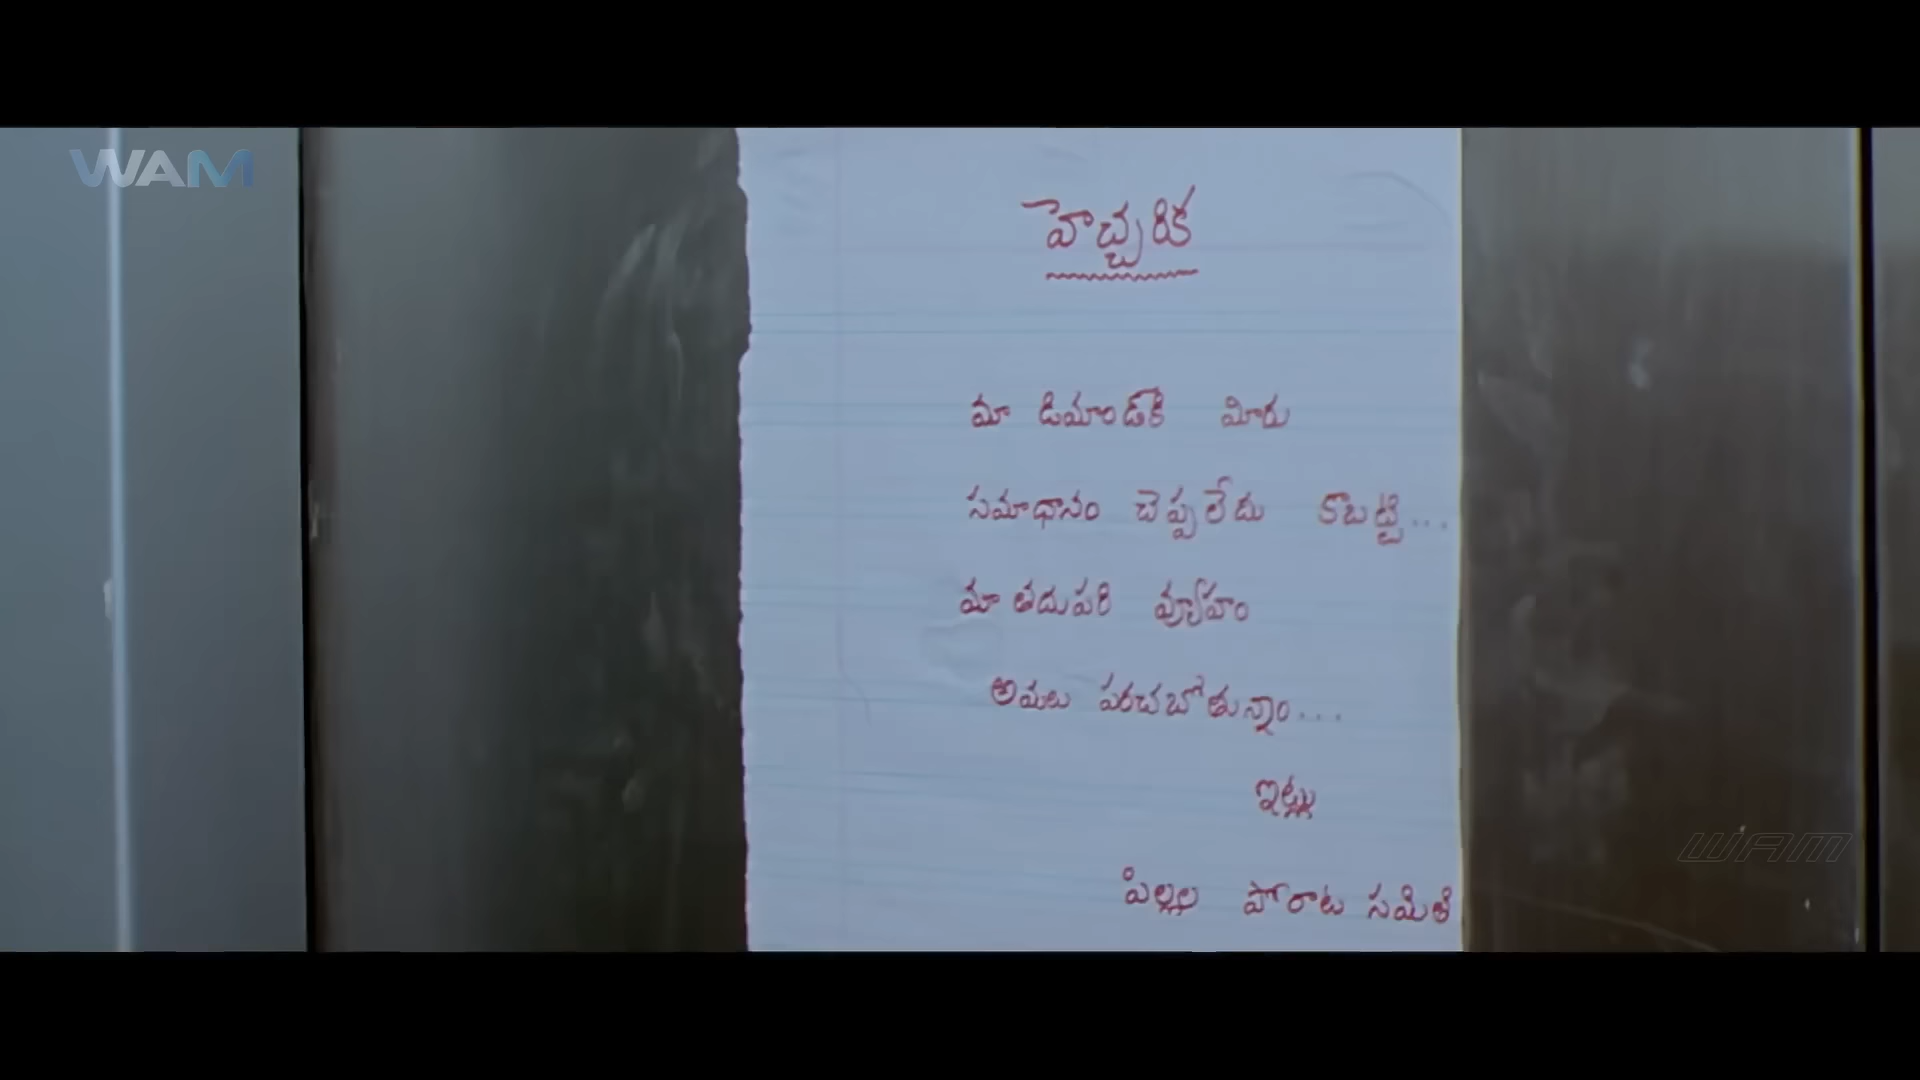 WAM
హెచ్చరిక
మా డిమాండ్‌కి మీరు
సమాధానం చెప్పలేదు కాబట్టి...
మా తదుపరి వ్యూహం
అమలు పరచబోతున్నాం...
ఇట్లు
పిల్లల పోరాట సమితి
WAM